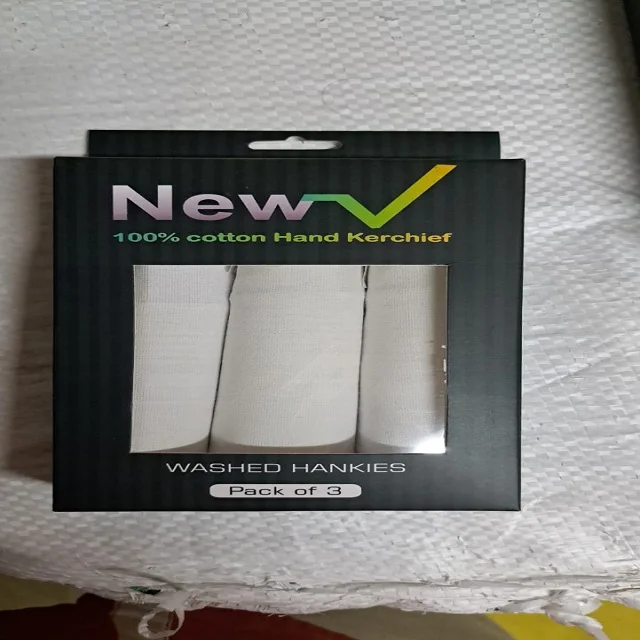 New
100% cotton Hand Kerchief
WASHED HANKIES
Pack of 3